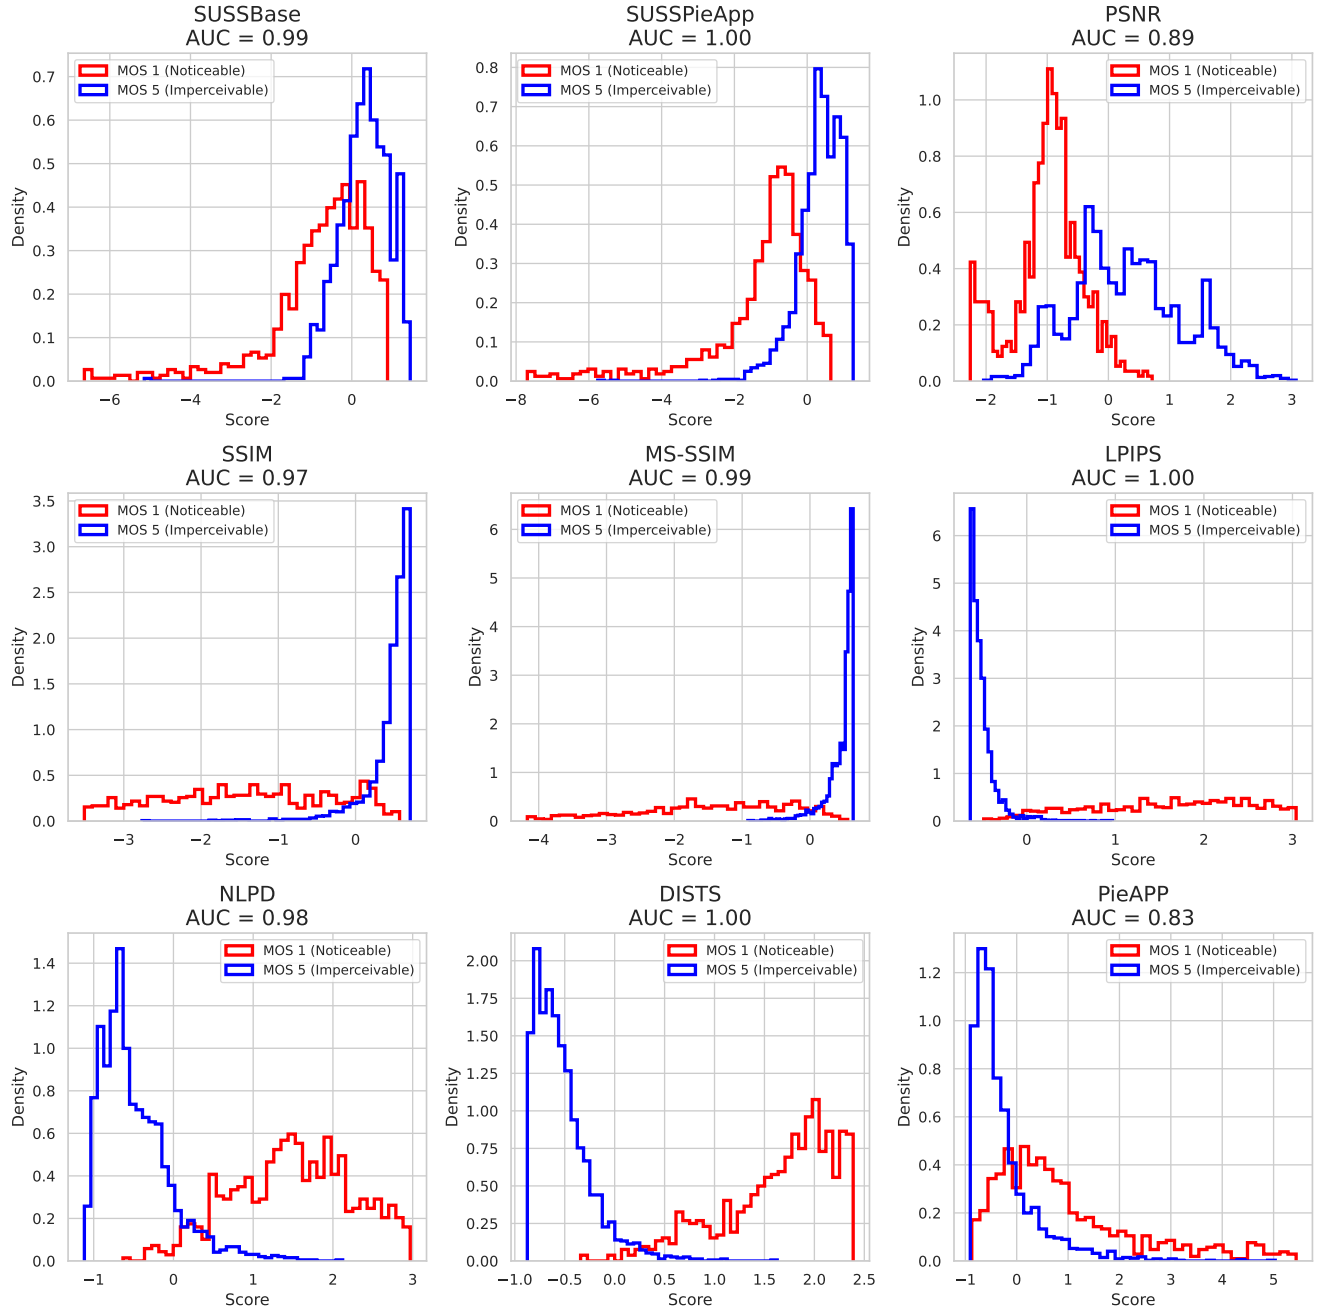 SUSSBase
AUC = 0.99
MOS 1 (Noticeable)
MOS 5 (Imperceivable)
Density
0.7
0.6
0.5
0.4
0.3
0.2
0.1
0.0
−6 −4 −2 0
Score
SUSSPieApp
AUC = 1.00
MOS 1 (Noticeable)
MOS 5 (Imperceivable)
Density
0.8
0.7
0.6
0.5
0.4
0.3
0.2
0.1
0.0
−8 −6 −4 −2 0
Score
PSNR
AUC = 0.89
MOS 1 (Noticeable)
MOS 5 (Imperceivable)
Density
1.0
0.8
0.6
0.4
0.2
0.0
−2 −1 0 1 2 3
Score
SSIM
AUC = 0.97
MOS 1 (Noticeable)
MOS 5 (Imperceivable)
Density
3.5
3.0
2.5
2.0
1.5
1.0
0.5
0.0
−3 −2 −1 0
Score
MS-SSIM
AUC = 0.99
MOS 1 (Noticeable)
MOS 5 (Imperceivable)
Density
6
5
4
3
2
1
0
−4 −3 −2 −1 0
Score
LPIPS
AUC = 1.00
MOS 1 (Noticeable)
MOS 5 (Imperceivable)
Density
6
5
4
3
2
1
0
0 1 2 3
Score
NLPD
AUC = 0.98
MOS 1 (Noticeable)
MOS 5 (Imperceivable)
Density
1.4
1.2
1.0
0.8
0.6
0.4
0.2
0.0
−1 0 1 2 3
Score
DISTS
AUC = 1.00
MOS 1 (Noticeable)
MOS 5 (Imperceivable)
Density
2.00
1.75
1.50
1.25
1.00
0.75
0.50
0.25
0.00
−1.0 −0.5 0.0 0.5 1.0 1.5 2.0 2.5
Score
PieAPP
AUC = 0.83
MOS 1 (Noticeable)
MOS 5 (Imperceivable)
Density
1.2
1.0
0.8
0.6
0.4
0.2
0.0
−1 0 1 2 3 4 5
Score